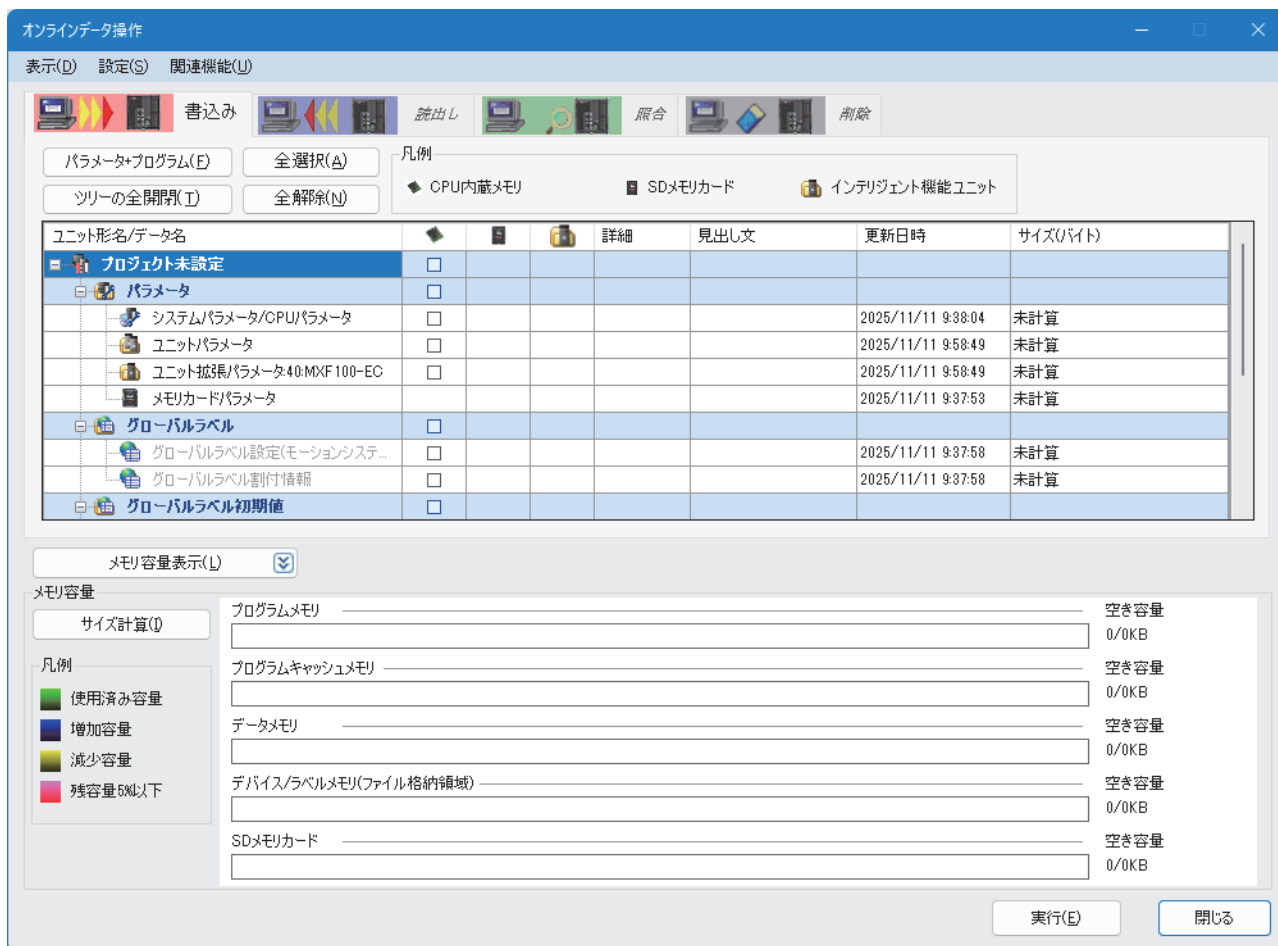 オンラインデータ操作
表示(D) 設定(S) 関連機能(U)
書込み 読出し 照合 削除
パラメータ+プログラム(F) 全選択(A)
ツリーの全開閉(T) 全解除(N)
凡例
CPU内蔵メモリ SDメモリカード インテリジェント機能ユニット
ユニット形名/データ名 詳細 見出し文 更新日時 サイズ(バイト)
プロジェクト未設定
パラメータ
システムパラメータ/CPUパラメータ 2025/11/11 9:38:04 未計算
ユニットパラメータ 2025/11/11 9:58:49 未計算
ユニット拡張パラメータ:40:MXF100-EC 2025/11/11 9:58:49 未計算
メモリカードパラメータ 2025/11/11 9:37:53 未計算
グローバルラベル
グローバルラベル設定(モーションシステ... 2025/11/11 9:37:58 未計算
グローバルラベル割付情報 2025/11/11 9:37:58 未計算
グローバルラベル初期値
メモリ容量表示(L)
メモリ容量
サイズ計算(I)
凡例
使用済み容量
増加容量
減少容量
残容量5%以下
プログラムメモリ 空き容量
0/0KB
プログラムキャッシュメモリ 空き容量
0/0KB
データメモリ 空き容量
0/0KB
デバイス/ラベルメモリ(ファイル格納領域) 空き容量
0/0KB
SDメモリカード 空き容量
0/0KB
実行(E) 閉じる